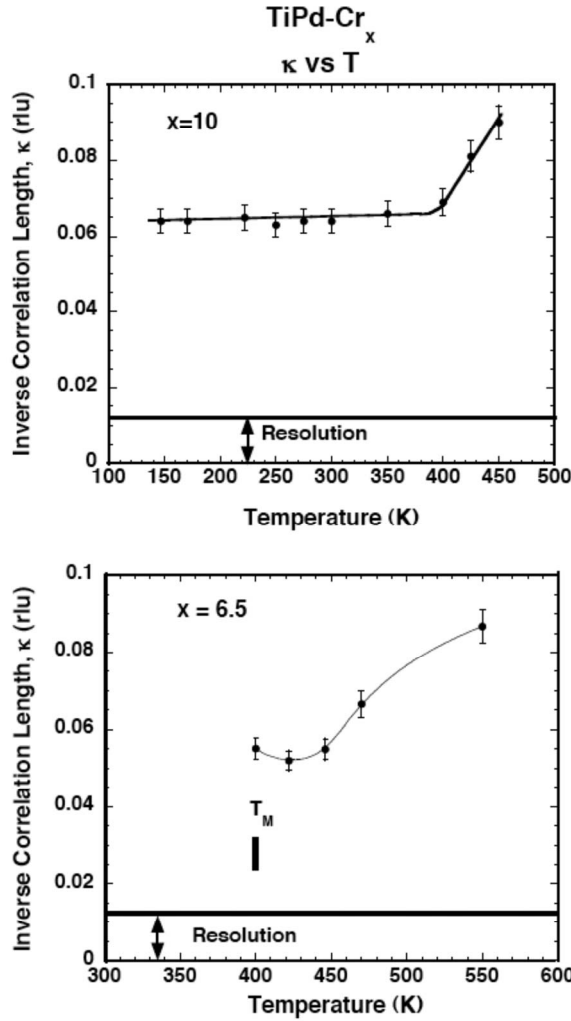 TiPd-Crx
κ vs T
Inverse Correlation Length, κ (rlu)
0.1
0.08
0.06
0.04
0.02
0
x=10
Resolution
100 150 200 250 300 350 400 450 500
Temperature (K)
Inverse Correlation Length, κ (rlu)
0.1
0.08
0.06
0.04
0.02
0
x = 6.5
TM
Resolution
300 350 400 450 500 550 600
Temperature (K)